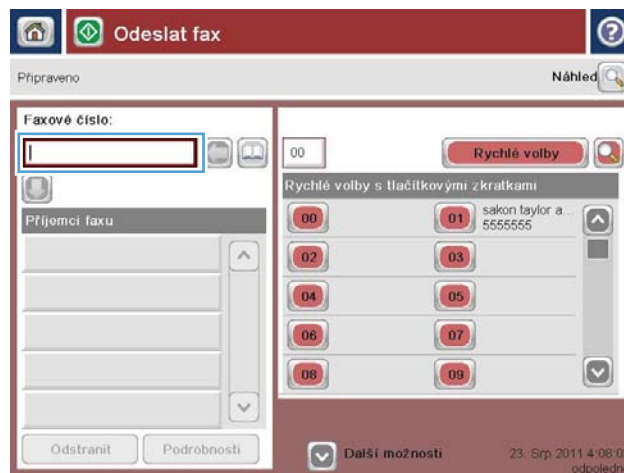 Odeslat fax
Připraveno
Náhled
Faxové číslo:
00
Rychlé volby
Rychlé volby s tlačítkovými zkratkami
Příjemci faxu
00
01
sakon taylor a...
5555555
02
03
04
05
06
07
08
09
Odstranit
Podrobnosti
Další možnosti
23. Srp 2011 4:08:0
odpoledn